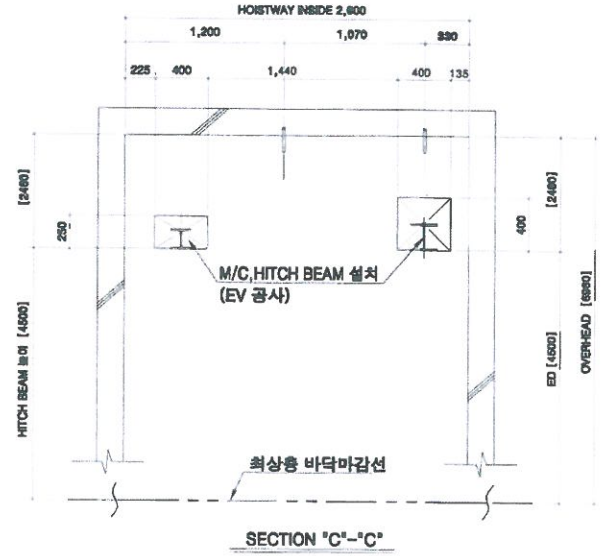 HOISTWAY INSIDE 2,600
1,200
1,070
330
225
400
1,440
400
135
[2480]
250
HITCH BEAM 높이 [4500]
M/C,HITCH BEAM 설치
(EV 공사)
[2480]
400
ED [4500]
OVERHEAD [6980]
최상층 바닥마감선
SECTION "C"-"C"